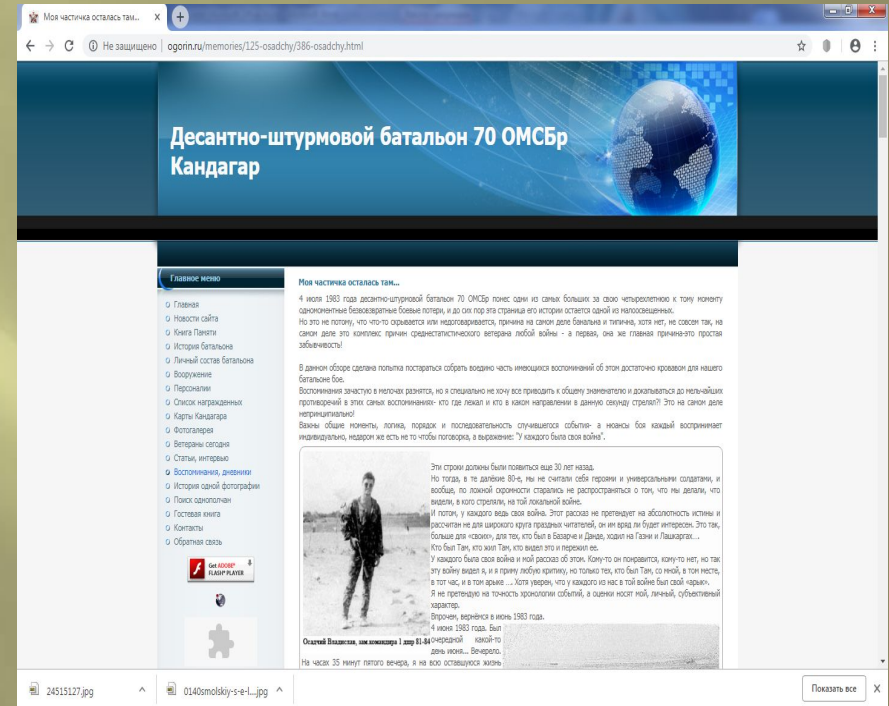 Моя частичка осталась там...
Не защищено | ogorin.ru/memories/125-osadchy/386-osadchy.html
Десантно-штурмовой батальон 70 ОМСБр
Кандагар
Главное меню
Главная
Новости сайта
Книга Памяти
История батальона
Личный состав батальона
Вооружение
Персоналии
Список награжденных
Карты Кандагара
Фотогалерея
Ветераны сегодня
Статьи, интервью
Воспоминания, дневники
История одной фотографии
Поиск однополчан
Гостевая книга
Контакты
Обратная связь
Get ADOBE®
FLASH® PLAYER
Моя частичка осталась там...
4 июля 1983 года десантно-штурмовой батальон 70 ОМСБр понес одни из самых больших за свою четырехлетнюю к тому моменту
одномоментные безвозвратные боевые потери, и до сих пор эта страница его истории остается одной из малоосвещенных.
Но это не потому, что что-то скрывается или недоговаривается, причина на самом деле банальна и типична, хотя нет, не совсем так, на
самом деле это комплекс причин среднестатистического ветерана любой войны - а первая, она же главная причина-это простая
забывчивость!
В данном обзоре сделана попытка постараться собрать воедино часть имеющихся воспоминаний об этом достаточно кровавом для нашего
батальоне бое.
Воспоминания зачастую в мелочах разнятся, но я специально не хочу все приводить к общему знаменателю и докапываться до мельчайших
противоречий в этих самых воспоминаниях- кто где лежал и кто в каком направлении в данную секунду стрелял?! Это на самом деле
непринципиально!
Важны общие моменты, логика, порядок и последовательность случившегося события- а нюансы боя каждый воспринимает
индивидуально, недаром же есть не то чтобы поговорка, а выражение: "У каждого была своя война".
Эти строки должны были появиться еще 30 лет назад.
Но тогда, в те далёкие 80-е, мы не считали себя героями и универсальными солдатами, и
вообще, по ложной скромности старались не распространяться о том, что мы делали, что
видели, в кого стреляли, на той локальной войне.
И потом, у каждого ведь своя война. Этот рассказ не претендует на абсолютность истины и
рассчитан не для широкого круга праздных читателей, он им вряд ли будет интересен. Это так,
больше для «своих», для тех, кто был в Базарче и Данде, ходил на Газни и Лашкаргах…
Кто был Там, кто жил Там, кто видел это и пережил ее.
У каждого была своя война и мой рассказ об этом. Кому-то он понравится, кому-то нет, но так
эту войну видел я, и я приму любую критику, но только тех, кто был Там, со мной, в том месте,
в тот час, и в том арыке …. Хотя уверен, что у каждого из нас в той войне был свой «арык».
Я не претендую на точность хронологии событий, а оценки носят мой, личный, субъективный
характер.
Впрочем, вернёмся в июнь 1983 года.
4 июня 1983 года. Был
очередной какой-то
день июня... Вечерело.
Осадчий Владислав, зам командира 1 дшр 81-84
На часах 35 минут пятого вечера, я на всю оставшуюся жизнь
24515127.jpg
0140smolskiy-s-e-l....jpg
Показать все